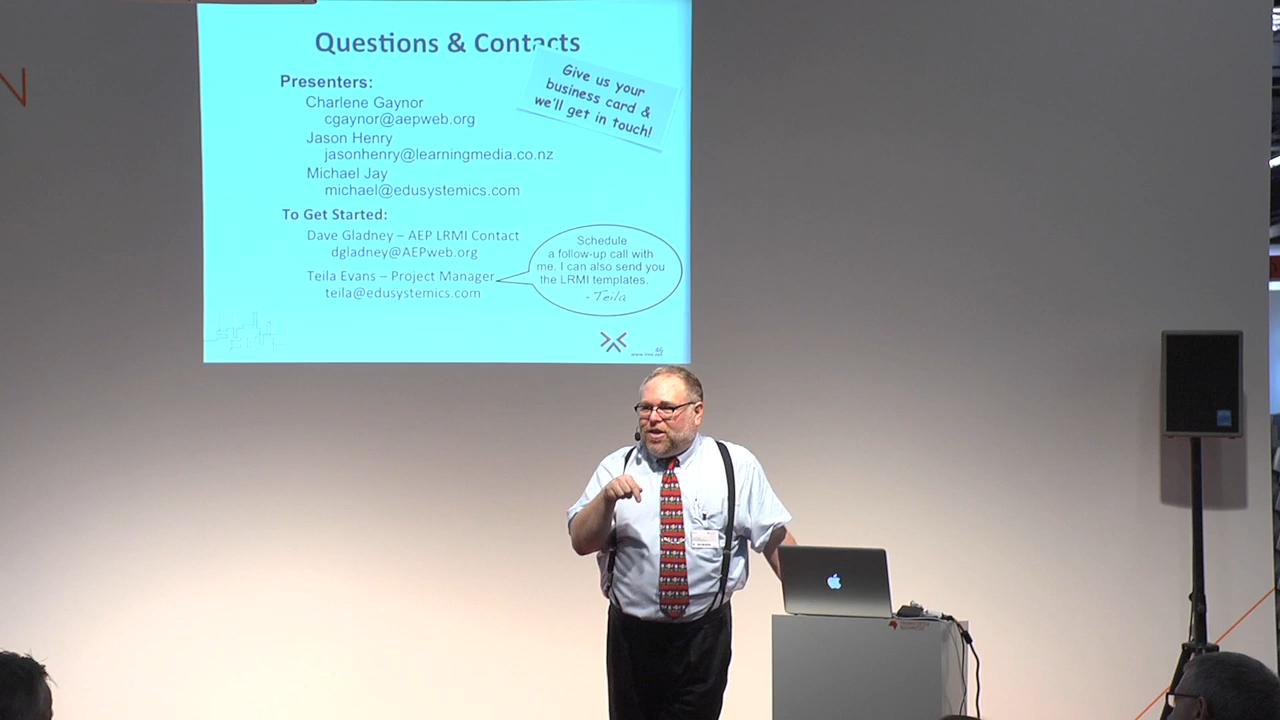 N
Questions & Contacts
Give us your
business card &
we'll get in touch!
Presenters:
Charlene Gaynor
cgaynor@aepweb.org
Jason Henry
jasonhenry@learningmedia.co.nz
Michael Jay
michael@edusystemics.com
To Get Started:
Dave Gladney – AEP LRMI Contact
dgladney@AEPweb.org
Teila Evans – Project Manager
teila@edusystemics.com
Schedule
a follow-up call with
me. I can also send you
the LRMI templates.
- Teila